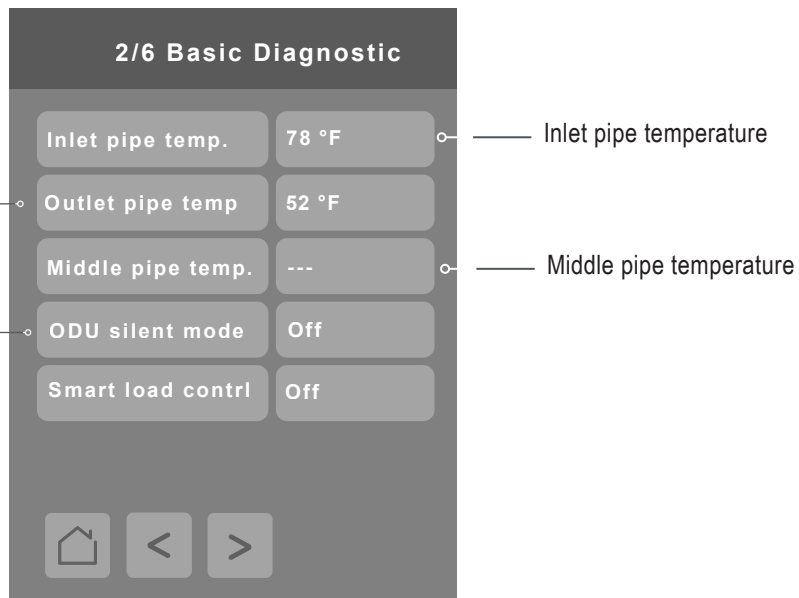 2/6 Basic Diagnostic
Inlet pipe temp. 78 °F Inlet pipe temperature
Outlet pipe temp 52 °F
Middle pipe temp. --- Middle pipe temperature
ODU silent mode Off
Smart load contrl Off
< >